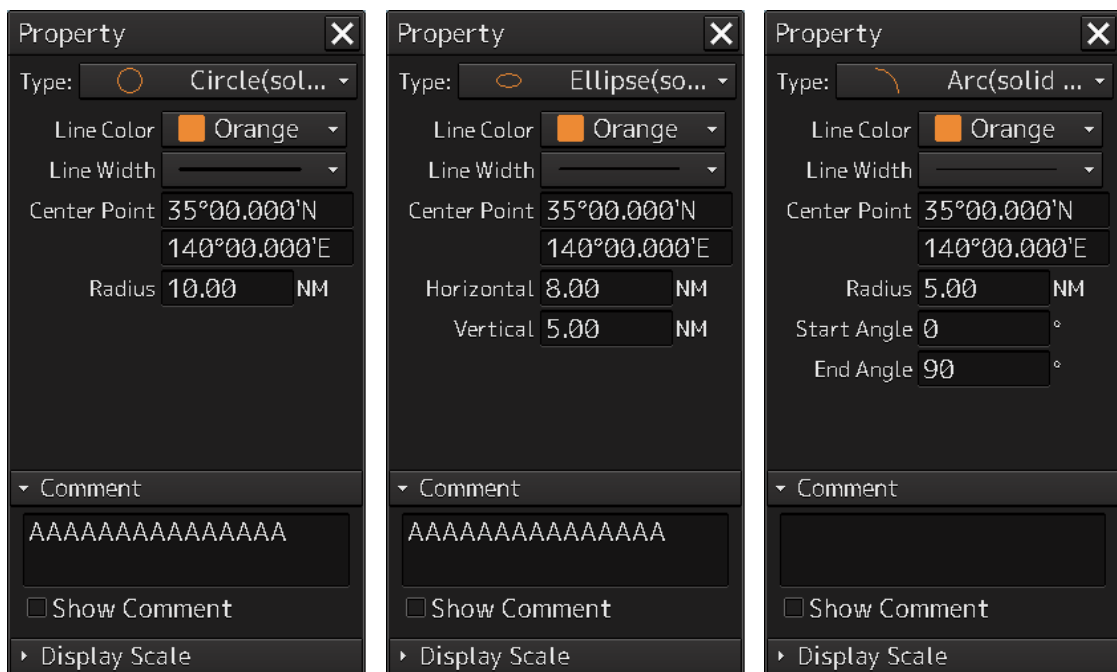 Property
Type: Circle(sol...
Line Color Orange
Line Width
Center Point 35°00.000'N
140°00.000'E
Radius 10.00 NM
Comment
AAAAAAAAAAAAAAA
Show Comment
Display Scale
Property
Type: Ellipse(so...
Line Color Orange
Line Width
Center Point 35°00.000'N
140°00.000'E
Horizontal 8.00 NM
Vertical 5.00 NM
Comment
AAAAAAAAAAAAAAA
Show Comment
Display Scale
Property
Type: Arc(solid ...
Line Color Orange
Line Width
Center Point 35°00.000'N
140°00.000'E
Radius 5.00 NM
Start Angle 0 °
End Angle 90 °
Comment
Show Comment
Display Scale